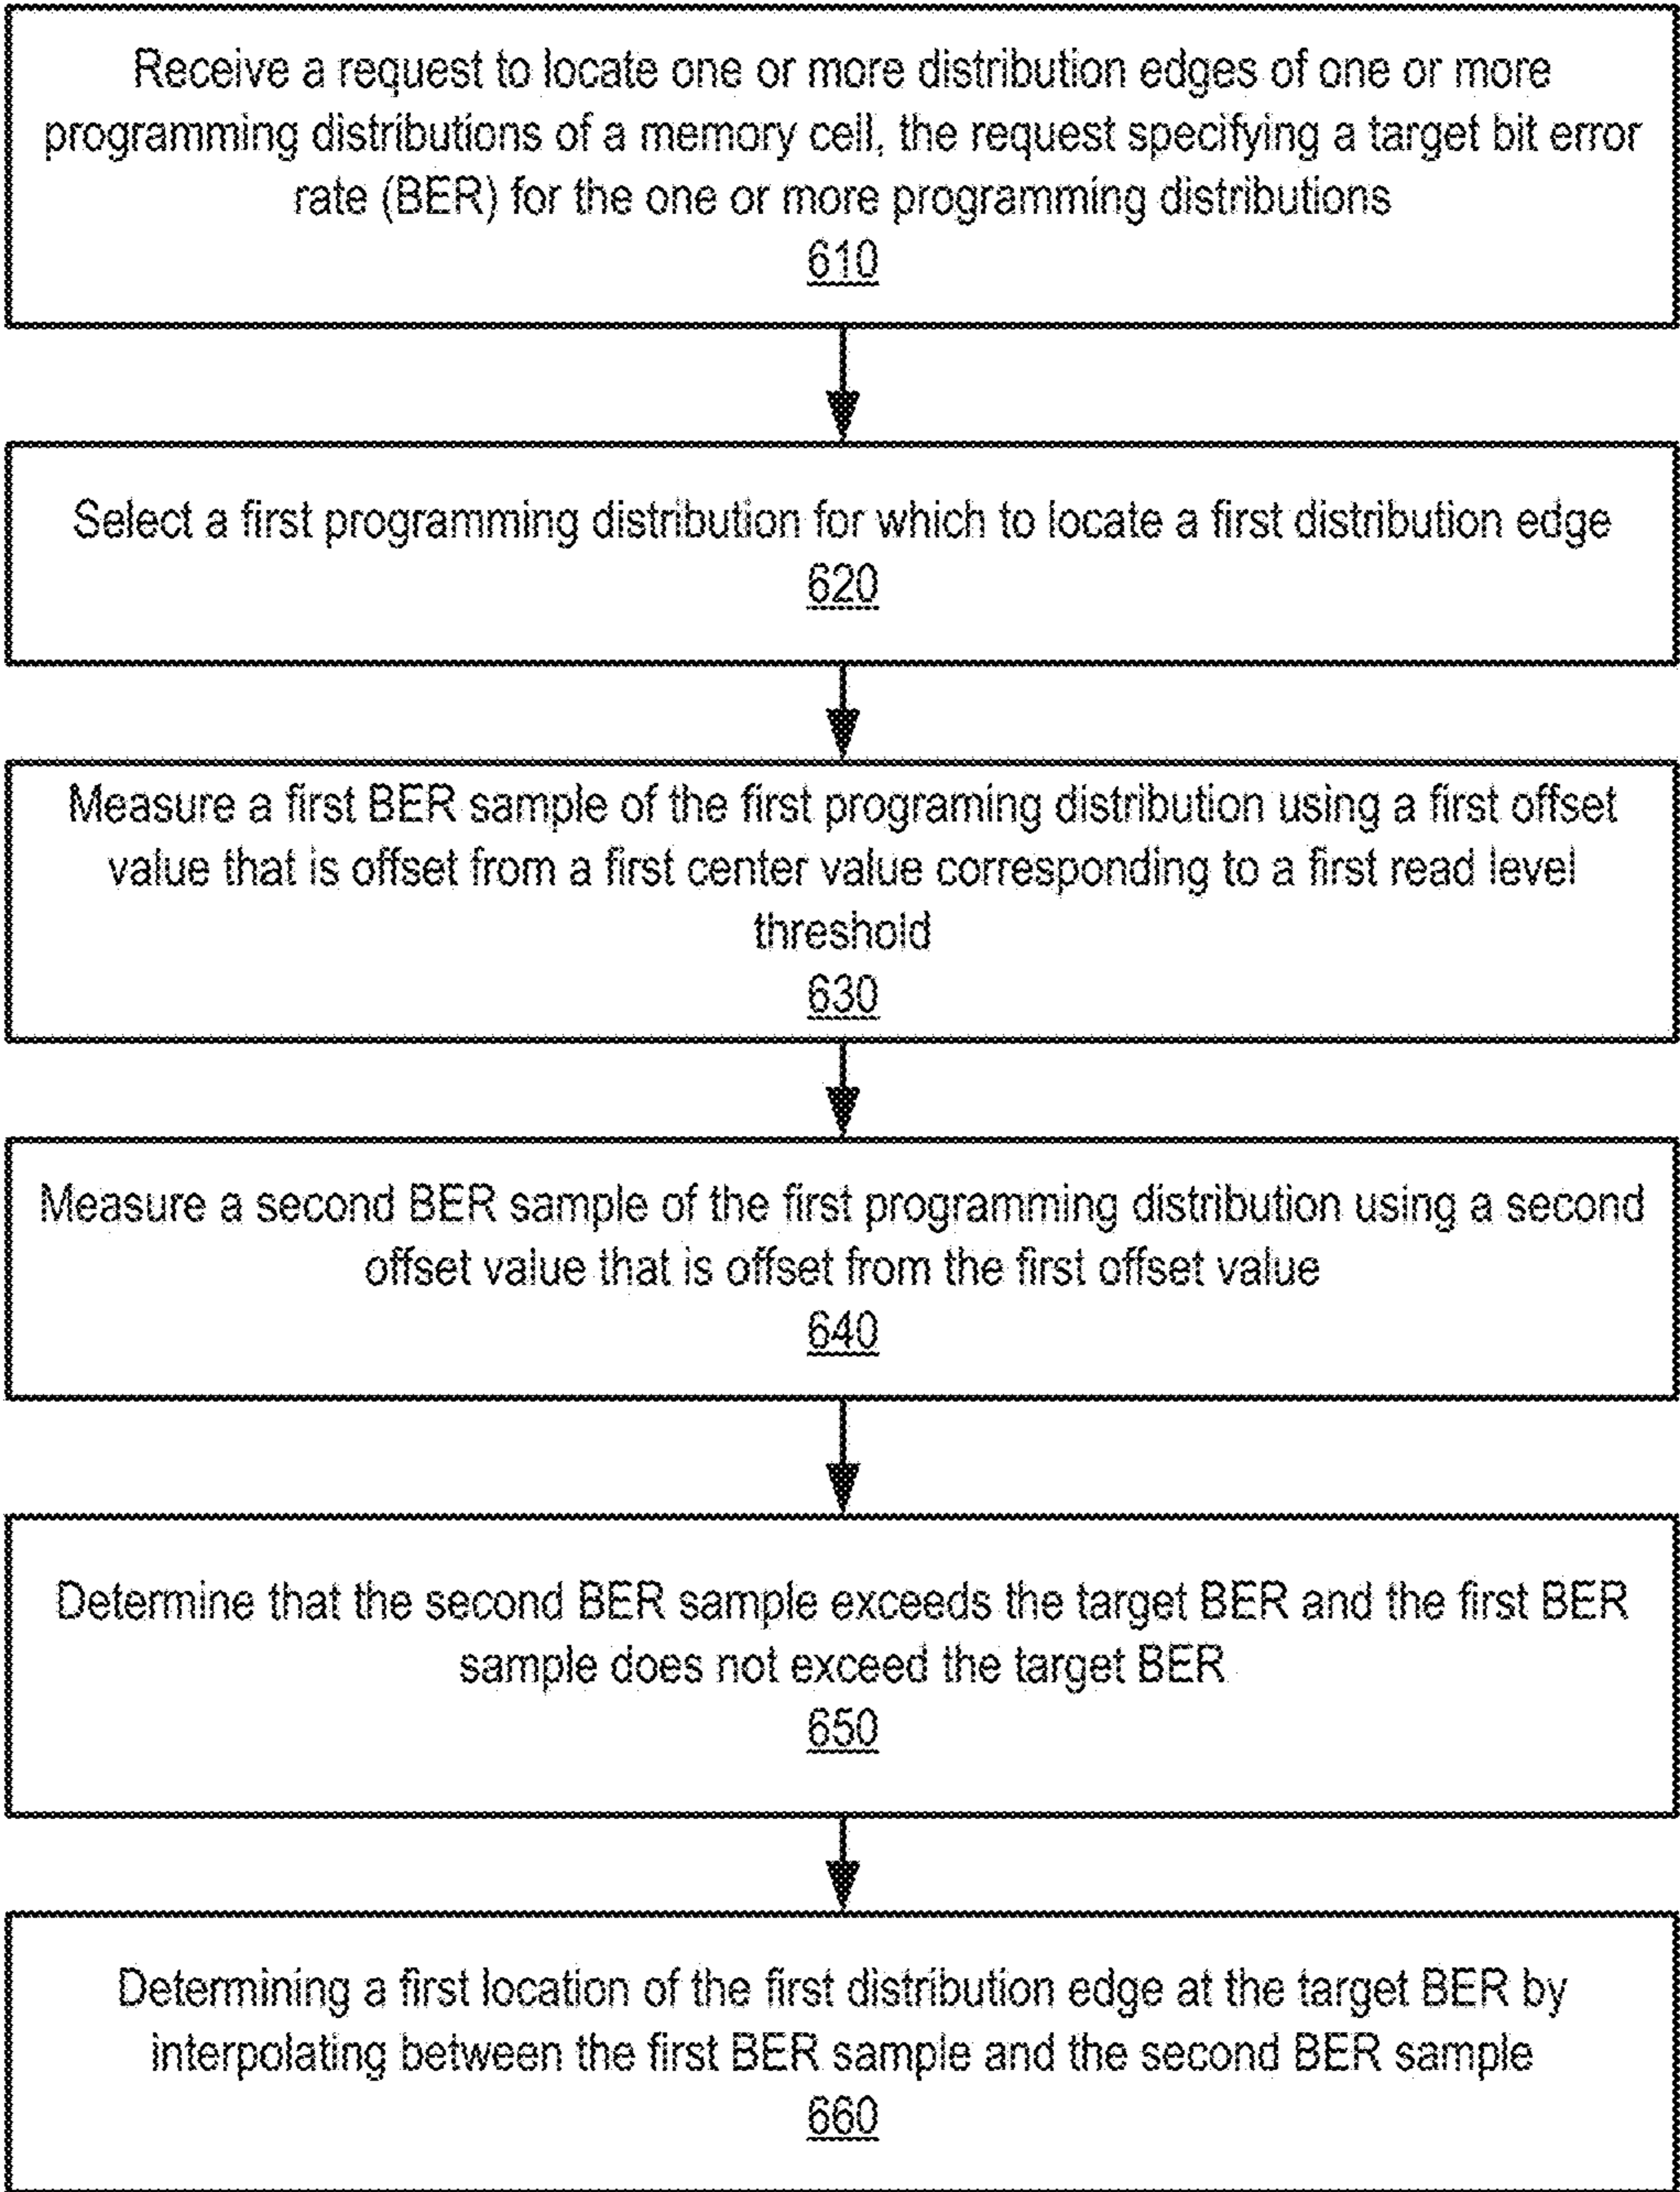 Receive a request to locate one or more distribution edges of one or more
programming distributions of a memory cell, the request specifying a target bit error
rate (BER) for the one or more programming distributions
610
Select a first programming distribution for which to locate a first distribution edge
620
Measure a first BER sample of the first programing distribution using a first offset
value that is offset from a first center value corresponding to a first read level
threshold
630
Measure a second BER sample of the first programming distribution using a second
offset value that is offset from the first offset value
640
Determine that the second BER sample exceeds the target BER and the first BER
sample does not exceed the target BER
650
Determining a first location of the first distribution edge at the target BER by
interpolating between the first BER sample and the second BER sample
660